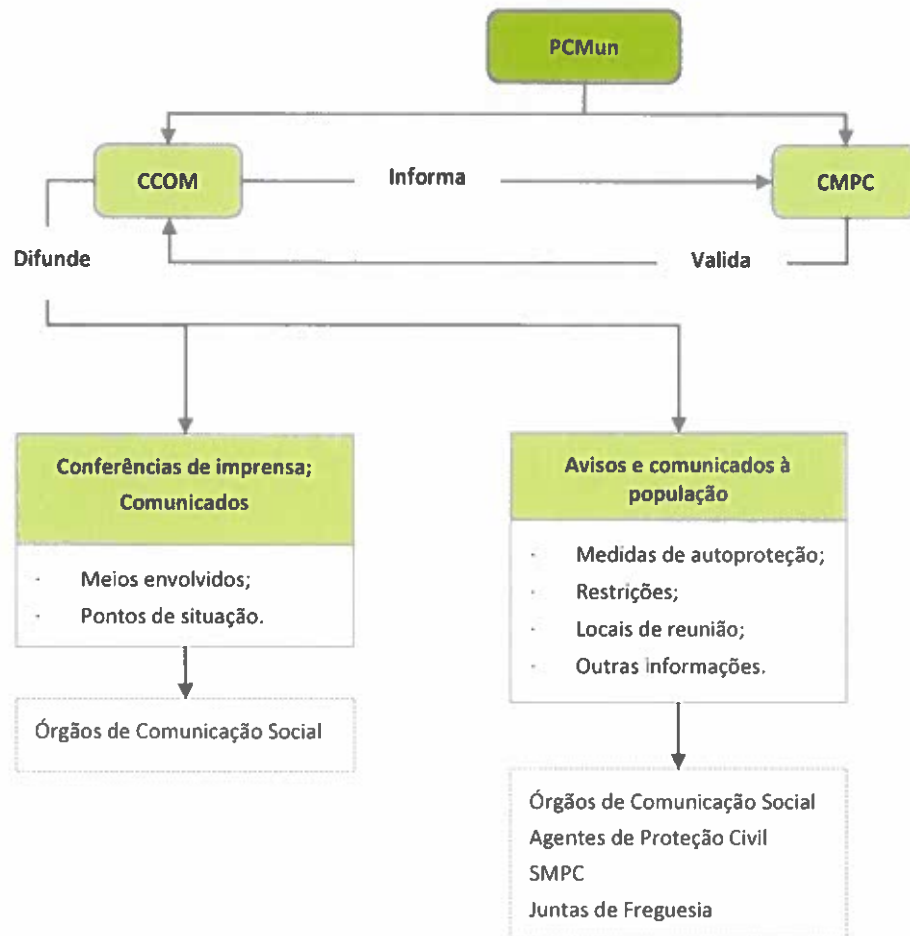 PCMun
CCOM
Informa
CMPC
Difunde
Valida
Conferências de imprensa;
Comunicados
- Meios envolvidos;
- Pontos de situação.
Órgãos de Comunicação Social
Avisos e comunicados à
população
- Medidas de autoproteção;
- Restrições;
- Locais de reunião;
- Outras informações.
Órgãos de Comunicação Social
Agentes de Proteção Civil
SMPC
Juntas de Freguesia